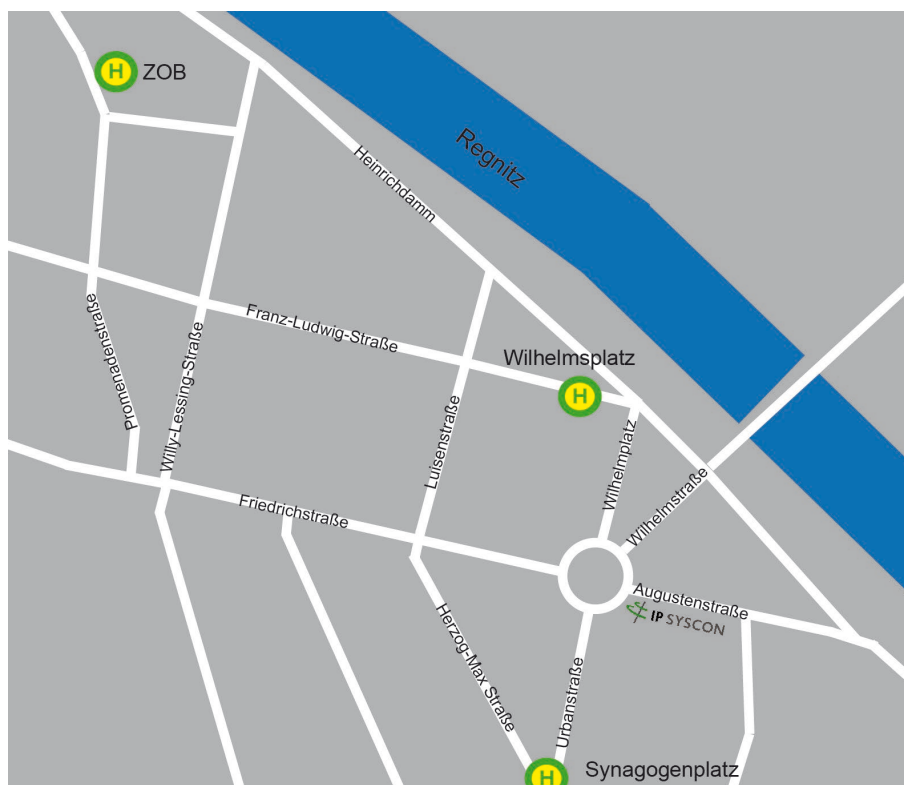 H ZOB
Regnitz
Heinrichdamm
Promenadenstraße
Willy-Lessing-Straße
Franz-Ludwig-Straße
Wilhelmsplatz
H
Luisenstraße
Wilhelmplatz
Wilhelmstraße
Friedrichstraße
Augustenstraße
IP SYSCON
Herzog-Max Straße
Urbanstraße
H Synagogenplatz